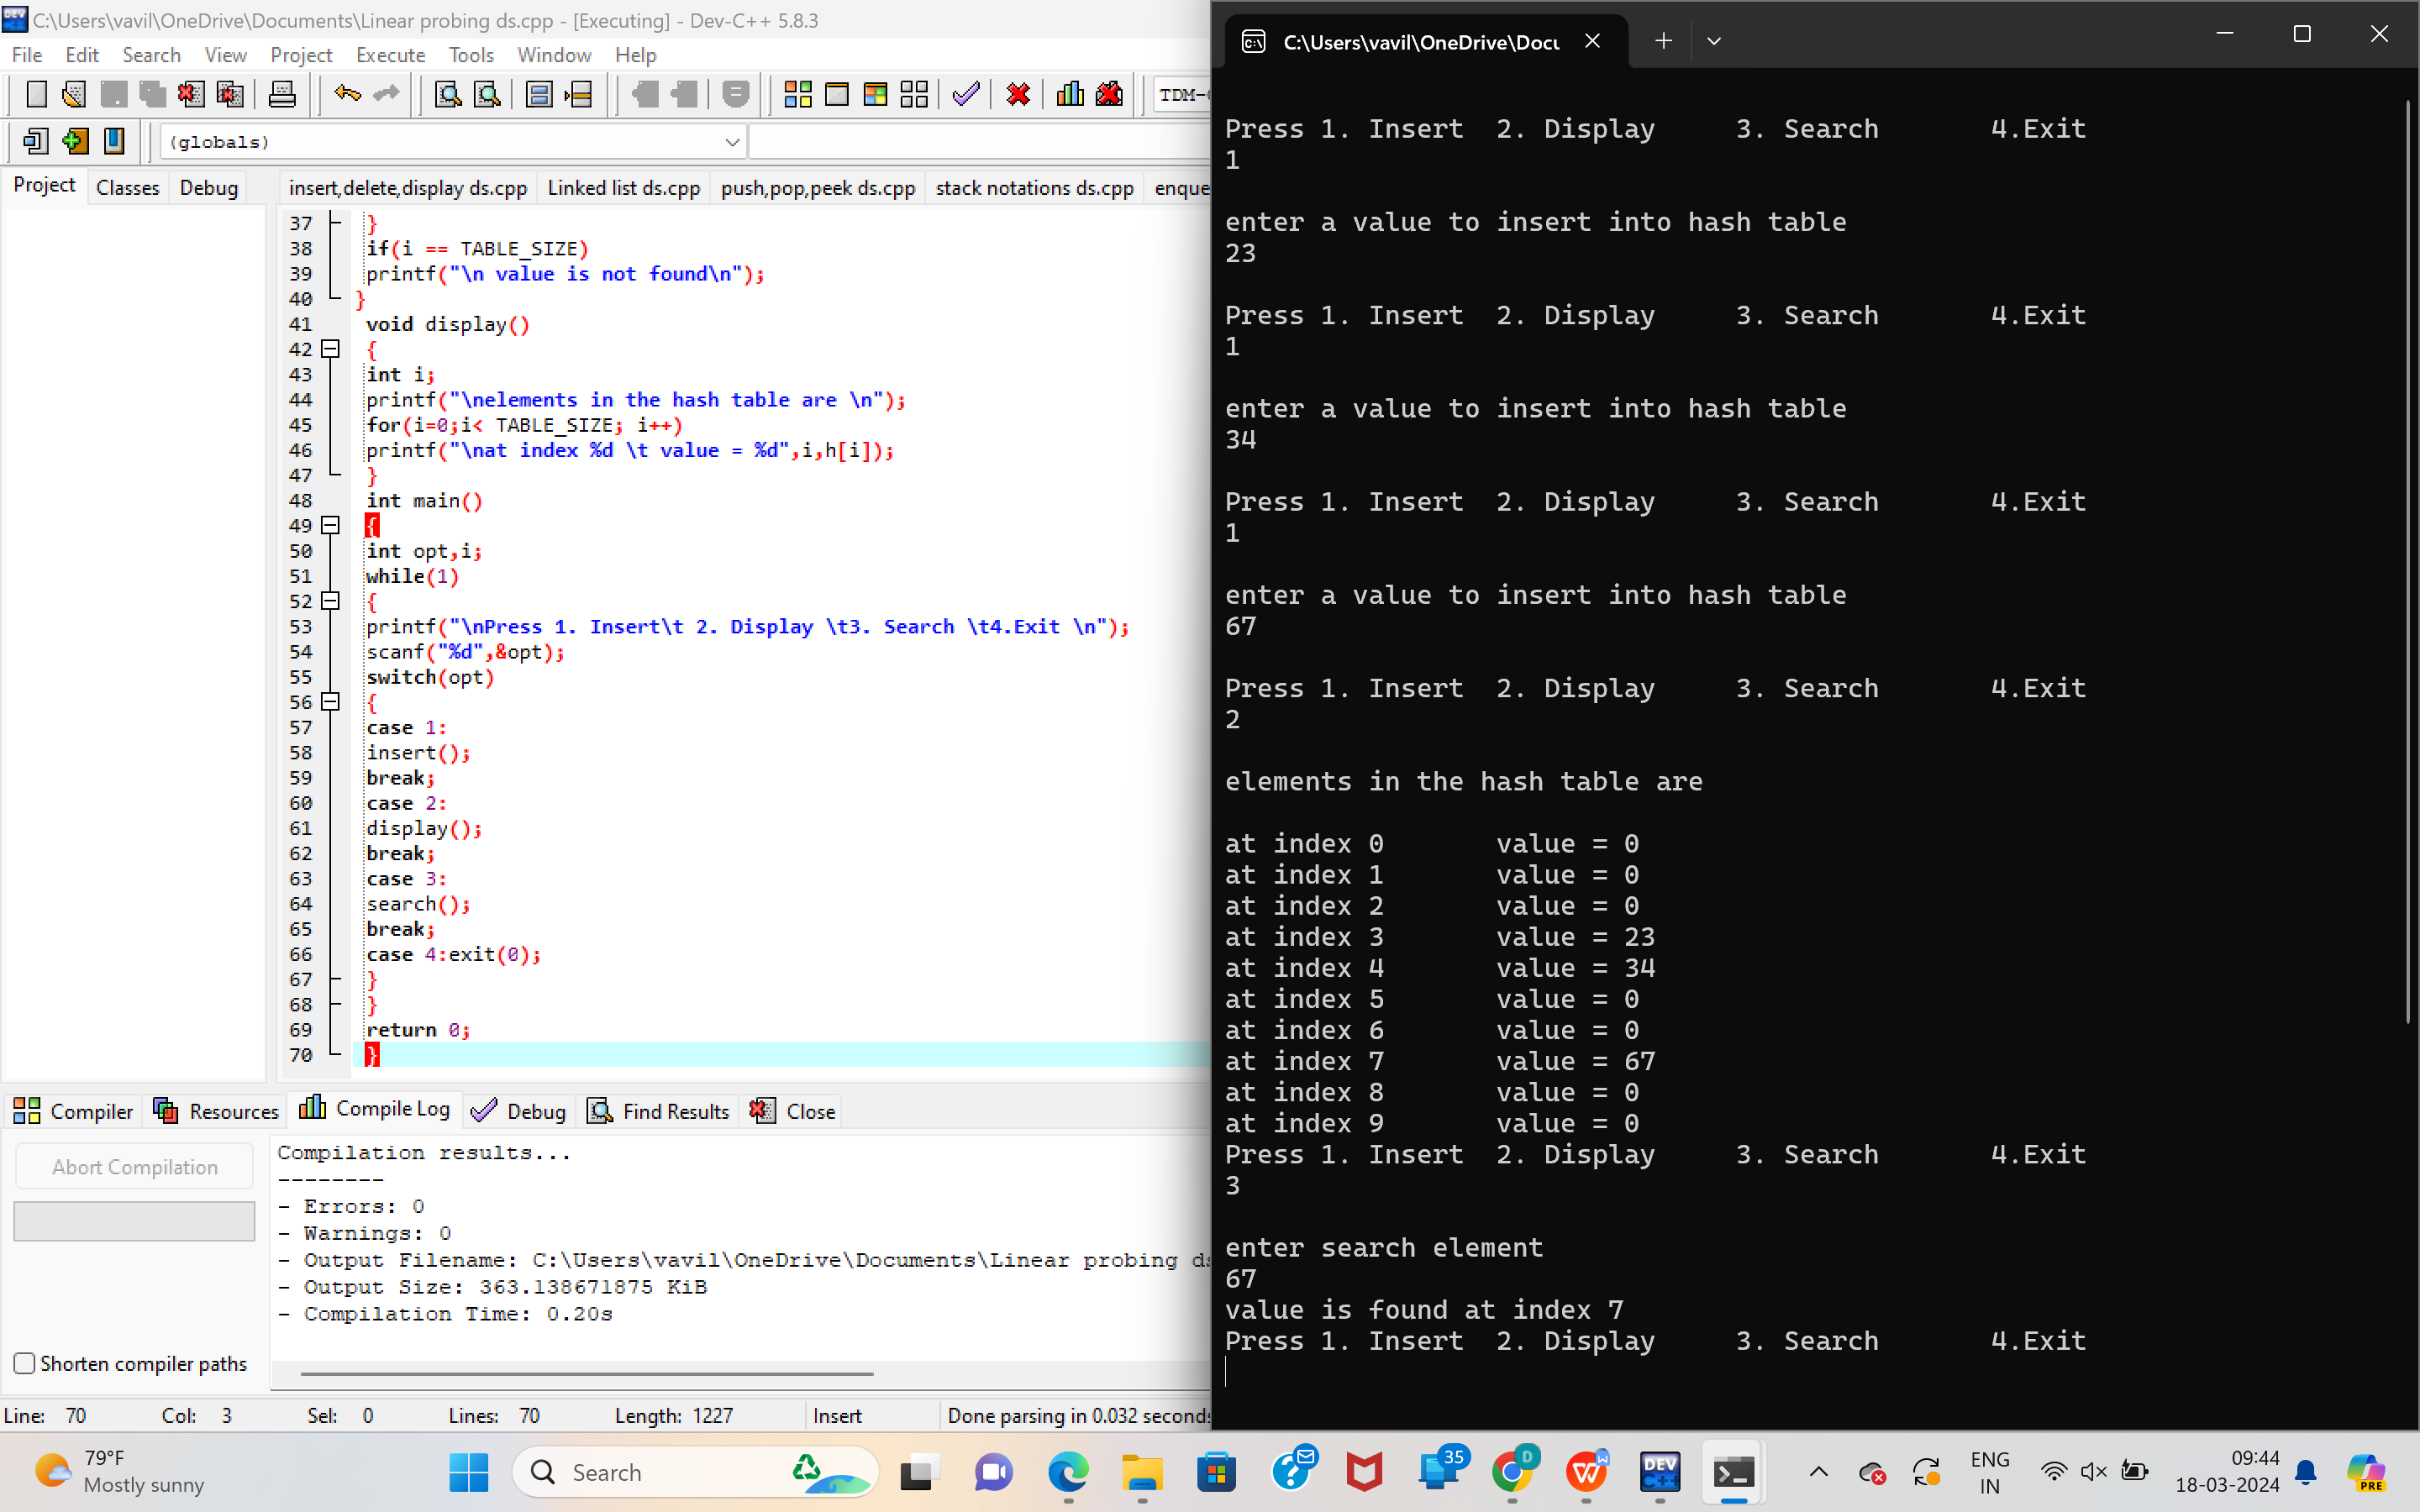 C:\Users\vavil\OneDrive\Documents\Linear probing ds.cpp - [Executing] - Dev-C++ 5.8.3
File Edit Search View Project Execute Tools Window Help
TDM-
(globals)
Project Classes Debug
insert,delete,display ds.cpp Linked list ds.cpp push,pop,peek ds.cpp stack notations ds.cpp enque
37 }
38 if(i == TABLE_SIZE)
39 printf("\n value is not found\n");
40 }
41 void display()
42 {
43 int i;
44 printf("\nelements in the hash table are \n");
45 for(i=0;i< TABLE_SIZE; i++)
46 printf("\nat index %d \t value = %d",i,h[i]);
47 }
48 int main()
49 {
50 int opt,i;
51 while(1)
52 {
53 printf("\nPress 1. Insert\t 2. Display \t3. Search \t4.Exit \n");
54 scanf("%d",&opt);
55 switch(opt)
56 {
57 case 1:
58 insert();
59 break;
60 case 2:
61 display();
62 break;
63 case 3:
64 search();
65 break;
66 case 4:exit(0);
67 }
68 }
69 return 0;
70 }
Compiler Resources Compile Log Debug Find Results Close
Abort Compilation
Shorten compiler paths
Compilation results...
--------
- Errors: 0
- Warnings: 0
- Output Filename: C:\Users\vavil\OneDrive\Documents\Linear probing ds
- Output Size: 363.138671875 KiB
- Compilation Time: 0.20s
Line: 70 Col: 3 Sel: 0 Lines: 70 Length: 1227 Insert Done parsing in 0.032 seconds
C:\Users\vavil\OneDrive\Docu
Press 1. Insert 2. Display 3. Search 4.Exit
1
enter a value to insert into hash table
23
Press 1. Insert 2. Display 3. Search 4.Exit
1
enter a value to insert into hash table
34
Press 1. Insert 2. Display 3. Search 4.Exit
1
enter a value to insert into hash table
67
Press 1. Insert 2. Display 3. Search 4.Exit
2
elements in the hash table are
at index 0 value = 0
at index 1 value = 0
at index 2 value = 0
at index 3 value = 23
at index 4 value = 34
at index 5 value = 0
at index 6 value = 0
at index 7 value = 67
at index 8 value = 0
at index 9 value = 0
Press 1. Insert 2. Display 3. Search 4.Exit
3
enter search element
67
value is found at index 7
Press 1. Insert 2. Display 3. Search 4.Exit
79°F
Mostly sunny
Search
35
D
W
DEV
C++
ENG
IN
09:44
18-03-2024
PRE